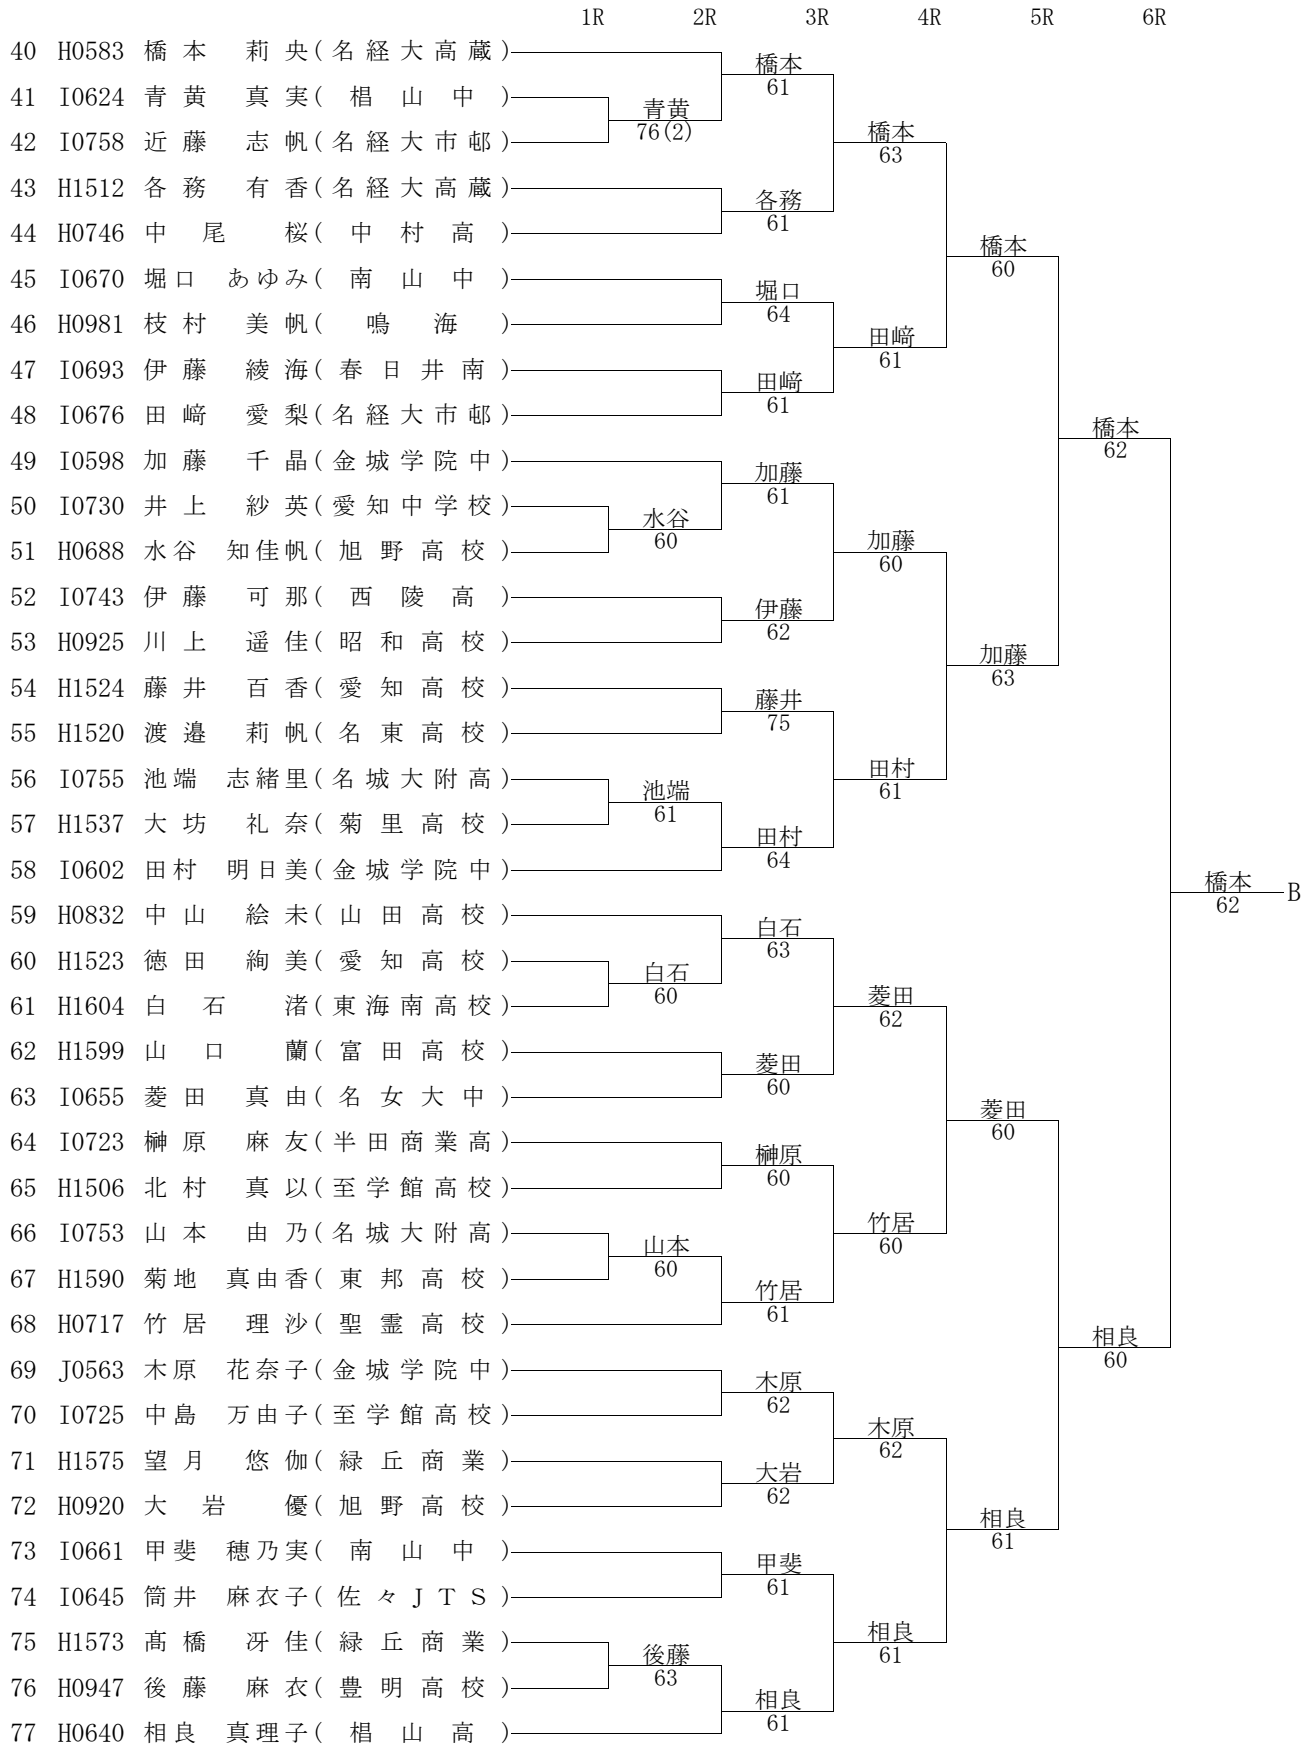 1R 2R 3R 4R 5R 6R
40 H0583 橋本 莉央(名経大高蔵)
橋本
61
41 I0624 青黄 真実(椙山中)
青黄
76(2)
42 I0758 近藤 志帆(名経大市邨)
橋本
63
43 H1512 各務 有香(名経大高蔵)
各務
61
44 H0746 中尾 桜(中村高)
橋本
60
45 I0670 堀口 あゆみ(南山中)
堀口
64
46 H0981 枝村 美帆(鳴海)
田﨑
61
47 I0693 伊藤 綾海(春日井南)
田﨑
61
48 I0676 田﨑 愛梨(名経大市邨)
橋本
62
49 I0598 加藤 千晶(金城学院中)
加藤
61
50 I0730 井上 紗英(愛知中学校)
水谷
60
51 H0688 水谷 知佳帆(旭野高校)
加藤
60
52 I0743 伊藤 可那(西陵高)
伊藤
62
53 H0925 川上 遥佳(昭和高校)
加藤
63
54 H1524 藤井 百香(愛知高校)
藤井
75
55 H1520 渡邉 莉帆(名東高校)
田村
61
56 I0755 池端 志緒里(名城大附高)
池端
61
57 H1537 大坊 礼奈(菊里高校)
田村
64
58 I0602 田村 明日美(金城学院中)
橋本
62
B
59 H0832 中山 絵未(山田高校)
白石
63
60 H1523 徳田 絢美(愛知高校)
白石
60
61 H1604 白石 渚(東海南高校)
菱田
62
62 H1599 山口 蘭(富田高校)
菱田
60
63 I0655 菱田 真由(名女大中)
菱田
60
64 I0723 榊原 麻友(半田商業高)
榊原
60
65 H1506 北村 真以(至学館高校)
竹居
60
66 I0753 山本 由乃(名城大附高)
山本
60
67 H1590 菊地 真由香(東邦高校)
竹居
61
68 H0717 竹居 理沙(聖霊高校)
相良
60
69 J0563 木原 花奈子(金城学院中)
木原
62
70 I0725 中島 万由子(至学館高校)
木原
62
71 H1575 望月 悠伽(緑丘商業)
大岩
62
72 H0920 大岩 優(旭野高校)
相良
61
73 I0661 甲斐 穂乃実(南山中)
甲斐
61
74 I0645 筒井 麻衣子(佐々JTS)
相良
61
75 H1573 髙橋 冴佳(緑丘商業)
後藤
63
76 H0947 後藤 麻衣(豊明高校)
相良
61
77 H0640 相良 真理子(椙山高)